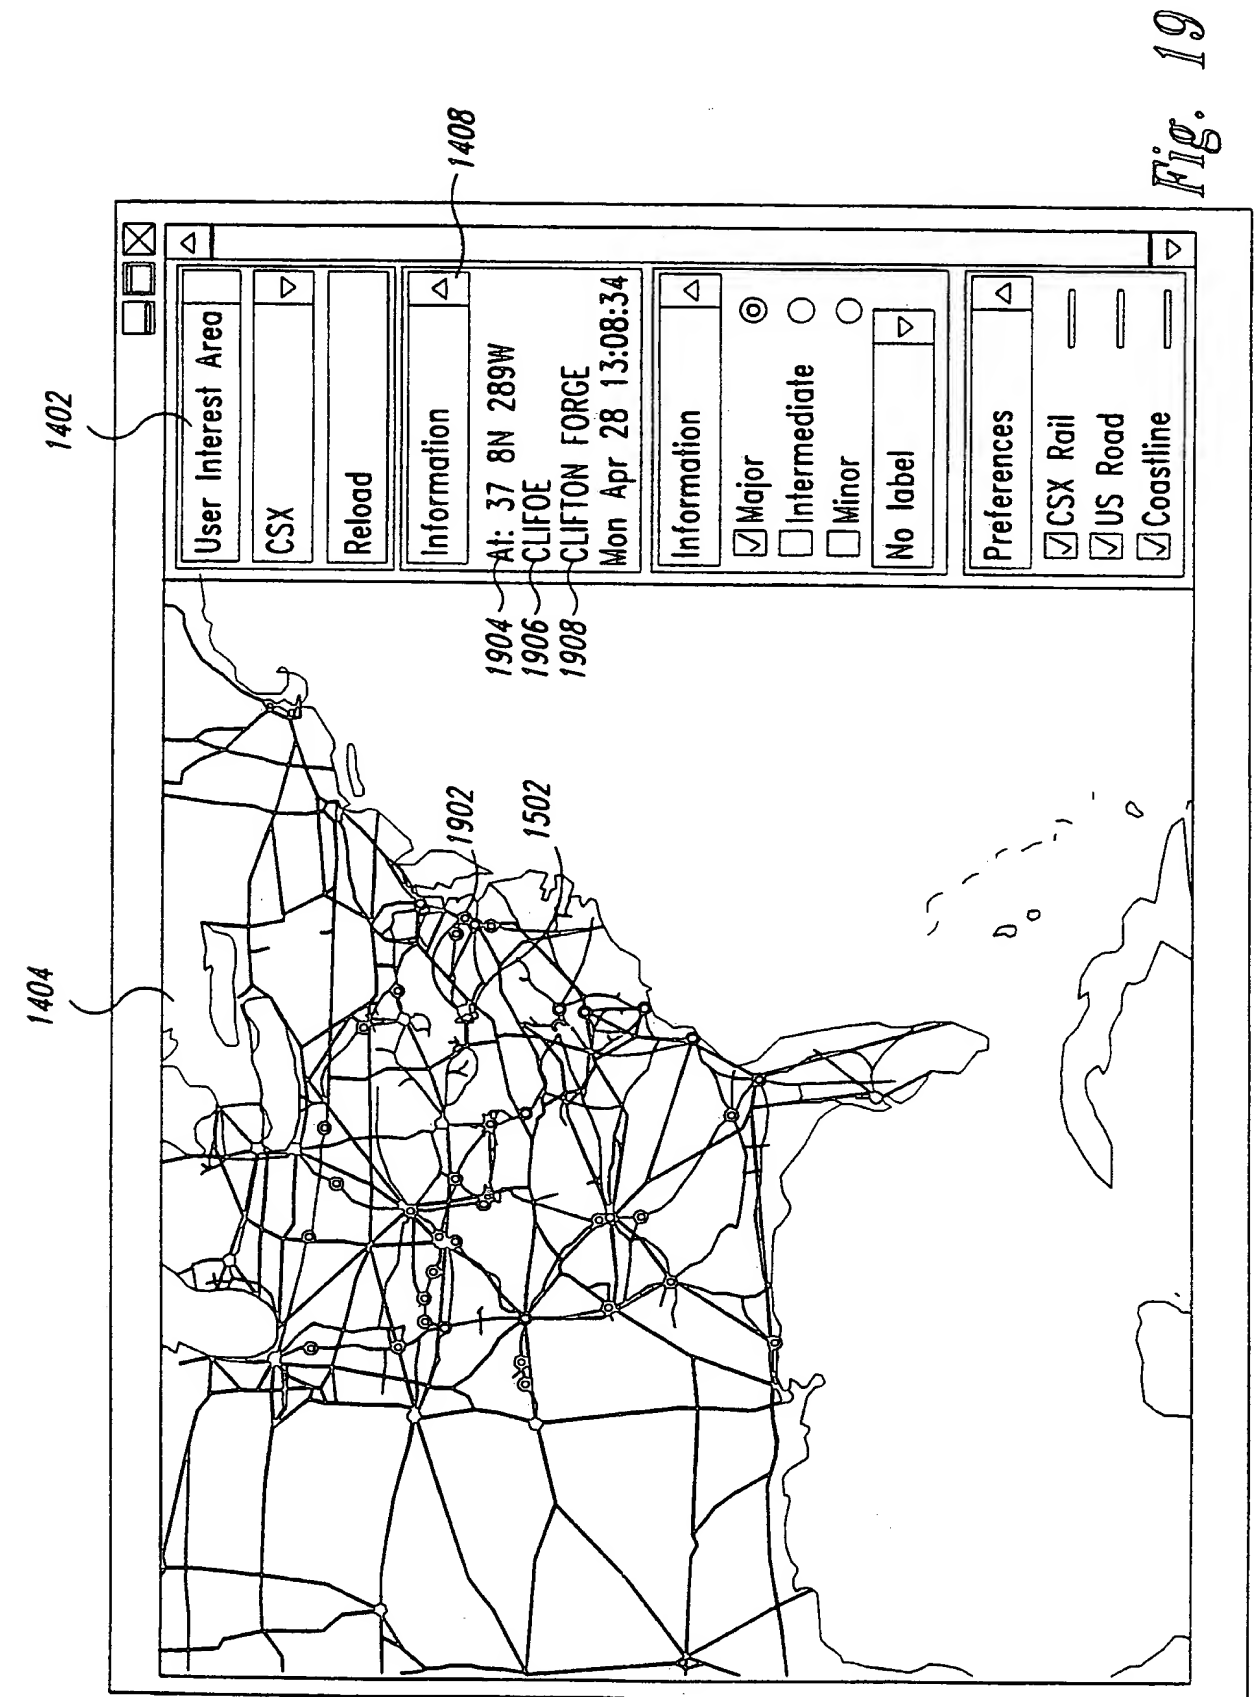 1404
1402
User Interest Area
CSX
Reload
Information
1408
1904 At: 37 8N 289W
1906 CLIFOE
1908 CLIFTON FORGE
Mon Apr 28 13:08:34
1902
1502
Information
Major
Intermediate
Minor
No label
Preferences
CSX Rail
US Road
Coastline
Fig. 19